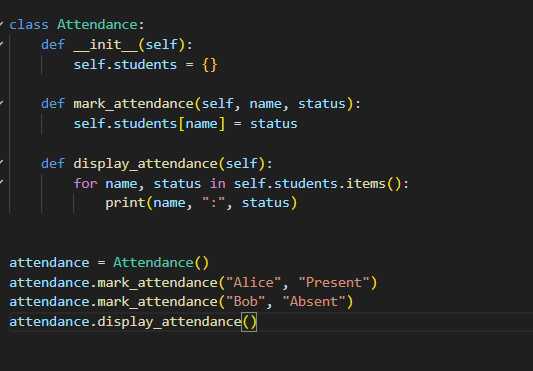 class Attendance:
    def __init__(self):
        self.students = {}
    def mark_attendance(self, name, status):
        self.students[name] = status
    def display_attendance(self):
        for name, status in self.students.items():
            print(name, ":", status)
attendance = Attendance()
attendance.mark_attendance("Alice", "Present")
attendance.mark_attendance("Bob", "Absent")
attendance.display_attendance()